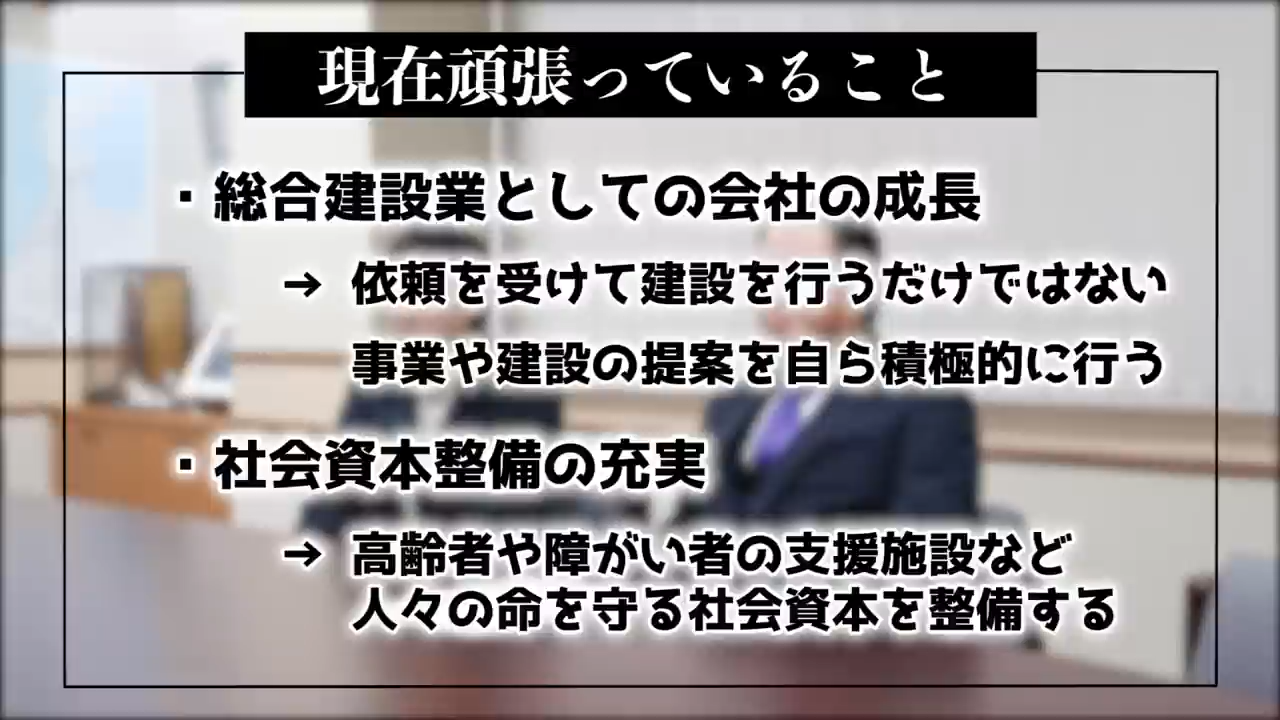 現在頑張っていること
・総合建設業としての会社の成長
→ 依頼を受けて建設を行うだけではない
事業や建設の提案を自ら積極的に行う
・社会資本整備の充実
→ 高齢者や障がい者の支援施設など
人々の命を守る社会資本を整備する